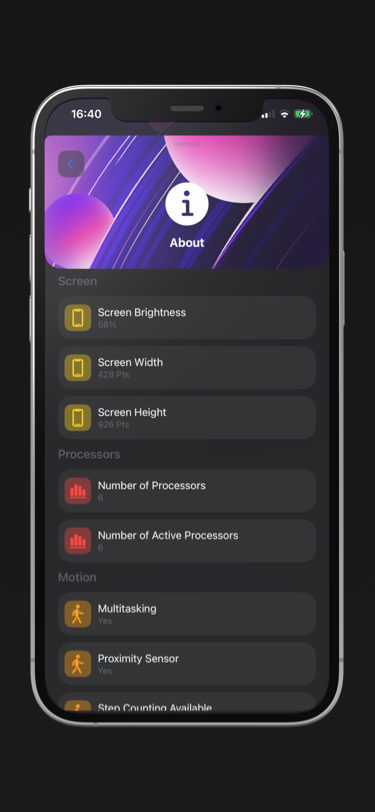 16:40
About
Screen
Screen Brightness
68%
Screen Width
428 Pts
Screen Height
926 Pts
Processors
Number of Processors
6
Number of Active Processors
6
Motion
Multitasking
Yes
Proximity Sensor
Yes
Step Counting Available